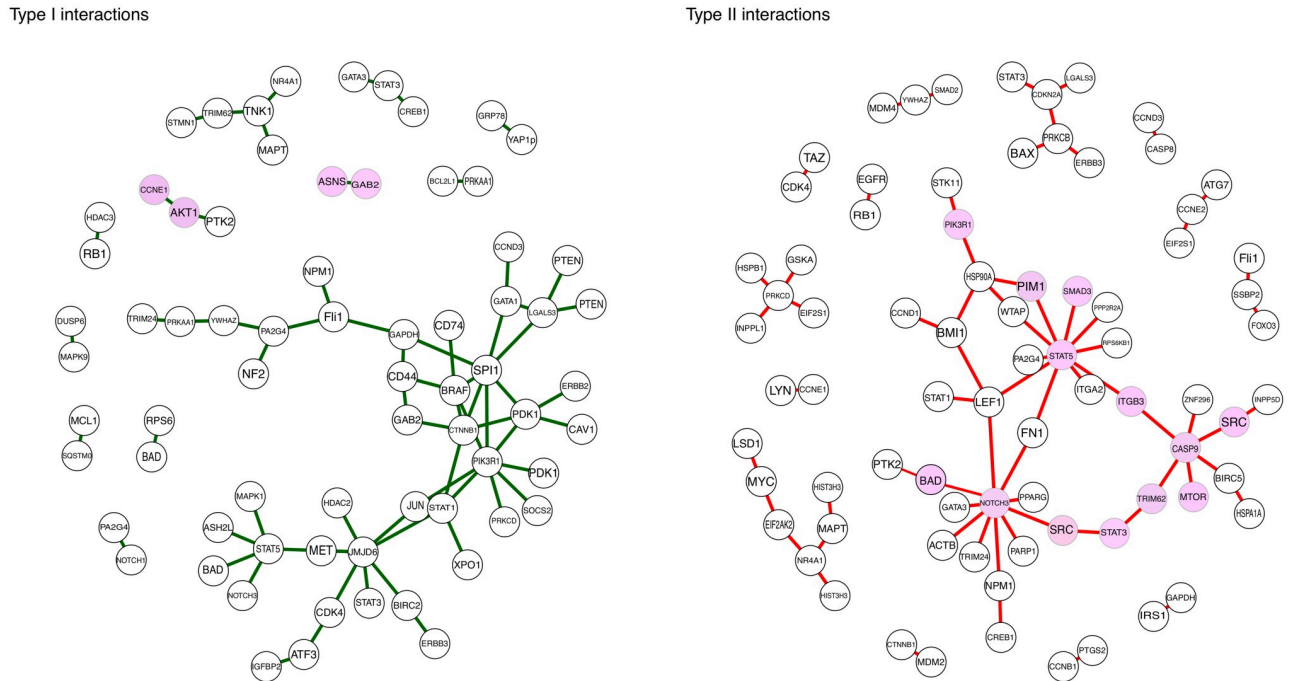 Type I interactions
Type II interactions
NR4A1
TNK1
TRIM62
STMN1
MAPT
GATA3
STAT3
CREB1
GRP78
YAP1p
CCNE1
AKT1
PTK2
ASNS
GAB2
BCL2L1
PRKAA1
HDAC3
RB1
NPM1
Fli1
TRIM24
PRKAA1
YWHAZ
PA2G4
NF2
GAPDH
CD74
CD44
BRAF
GAB2
CTNNB1
CCND3
GATA1
LGALS3
PTEN
PTEN
SPI1
ERBB2
PDK1
CAV1
PIK3R1
PDK1
SOCS2
PRKCD
DUSP6
MAPK9
MCL1
SQSTM0
RPS6
BAD
PA2G4
NOTCH1
MAPK1
ASH2L
STAT5
BAD
NOTCH3
HDAC2
MET
JMJD6
JUN
STAT1
XPO1
CDK4
STAT3
BIRC2
ERBB3
ATF3
IGFBP2
SMAD2
YWHAZ
MDM4
STAT3
LGALS3
CDKN2A
PRKCB
BAX
ERBB3
CCND3
CASP8
TAZ
CDK4
EGFR
RB1
STK11
PIK3R1
ATG7
CCNE2
EIF2S1
Fli1
SSBP2
FOXO3
HSPB1
GSKA
PRKCD
INPPL1
EIF2S1
HSP90A
PIM1
SMAD3
WTAP
PPP2R2A
CCND1
BMI1
RPS6KB1
PA2G4
STAT5
ITGA2
LYN
CCNE1
STAT1
LEF1
ITGB3
FN1
ZNF296
SRC
INPP5D
CASP9
LSD1
MYC
EIF2AK2
HIST3H3
MAPT
NR4A1
HIST3H3
PTK2
BAD
NOTCH3
PPARG
GATA3
ACTB
TRIM24
PARP1
SRC
STAT3
TRIM62
MTOR
BIRC5
HSPA1A
NPM1
CREB1
IRS1
GAPDH
CTNNB1
MDM2
CCNB1
PTGS2